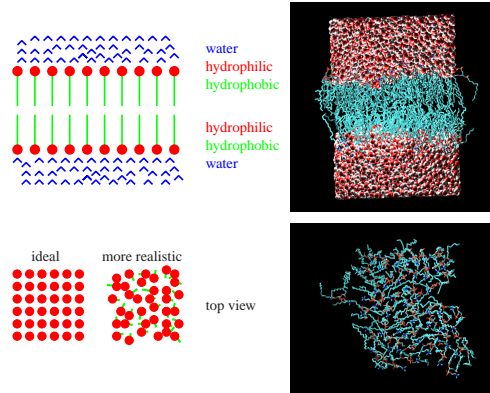 water
hydrophilic
hydrophobic
hydrophilic
hydrophobic
water
ideal
more realistic
top view